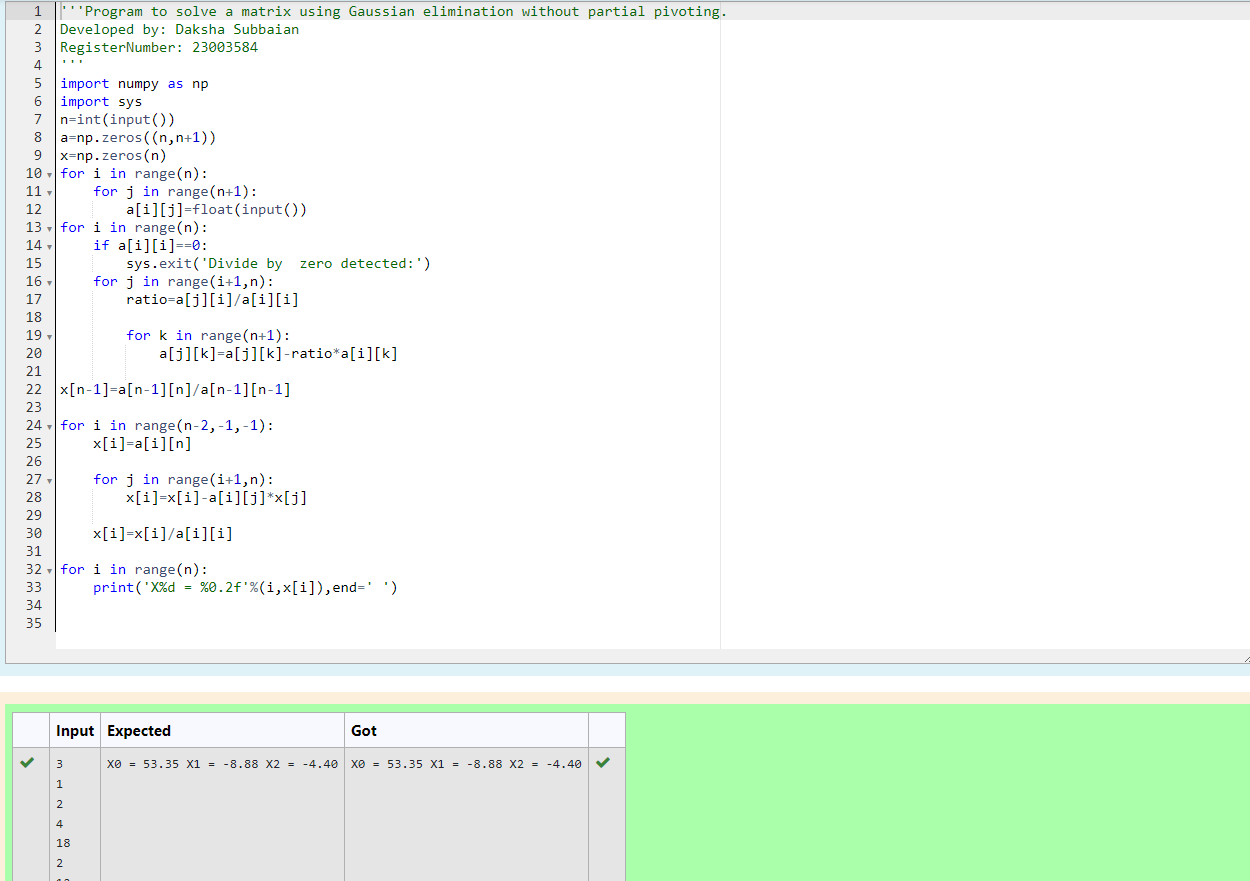 1 '''Program to solve a matrix using Gaussian elimination without partial pivoting.
2 Developed by: Daksha Subbaian
3 RegisterNumber: 23003584
4 '''
5 import numpy as np
6 import sys
7 n=int(input())
8 a=np.zeros((n,n+1))
9 x=np.zeros(n)
10 for i in range(n):
11     for j in range(n+1):
12         a[i][j]=float(input())
13 for i in range(n):
14     if a[i][i]==0:
15         sys.exit('Divide by  zero detected:')
16     for j in range(i+1,n):
17         ratio=a[j][i]/a[i][i]
18
19         for k in range(n+1):
20             a[j][k]=a[j][k]-ratio*a[i][k]
21
22 x[n-1]=a[n-1][n]/a[n-1][n-1]
23
24 for i in range(n-2,-1,-1):
25     x[i]=a[i][n]
26
27     for j in range(i+1,n):
28         x[i]=x[i]-a[i][j]*x[j]
29
30     x[i]=x[i]/a[i][i]
31
32 for i in range(n):
33     print('X%d = %0.2f'%(i,x[i]),end=' ')
34
35
Input Expected Got
3 X0 = 53.35 X1 = -8.88 X2 = -4.40 X0 = 53.35 X1 = -8.88 X2 = -4.40
1
2
4
18
2